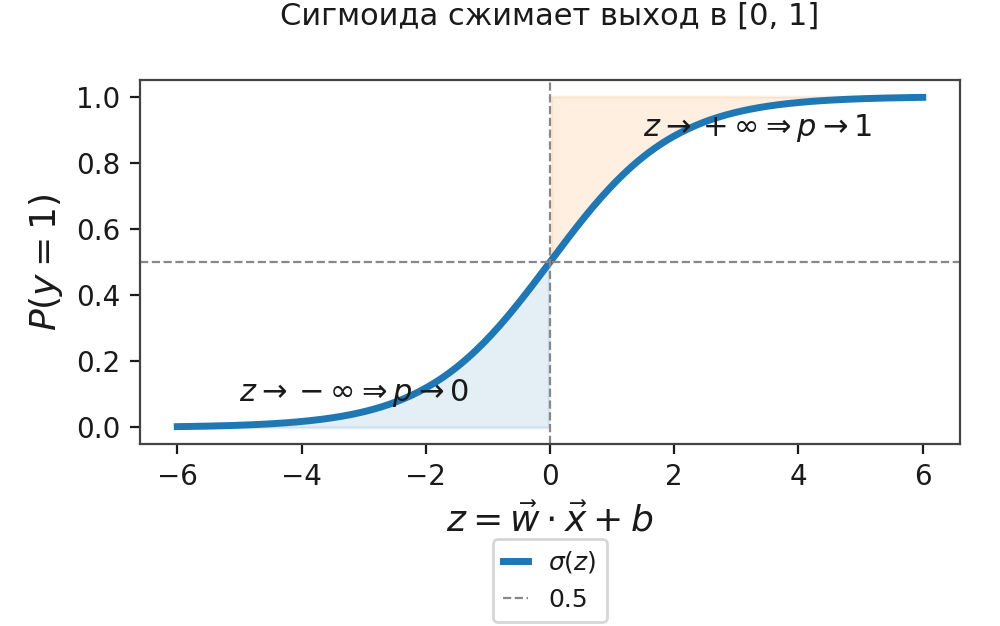 Сигмоида сжимает выход в [0, 1]
P(y = 1)
1.0
0.8
0.6
0.4
0.2
0.0
z → + ∞ ⇒ p → 1
z → − ∞ ⇒ p → 0
−6 −4 −2 0 2 4 6
z = w⃗ · x⃗ + b
σ(z)
0.5